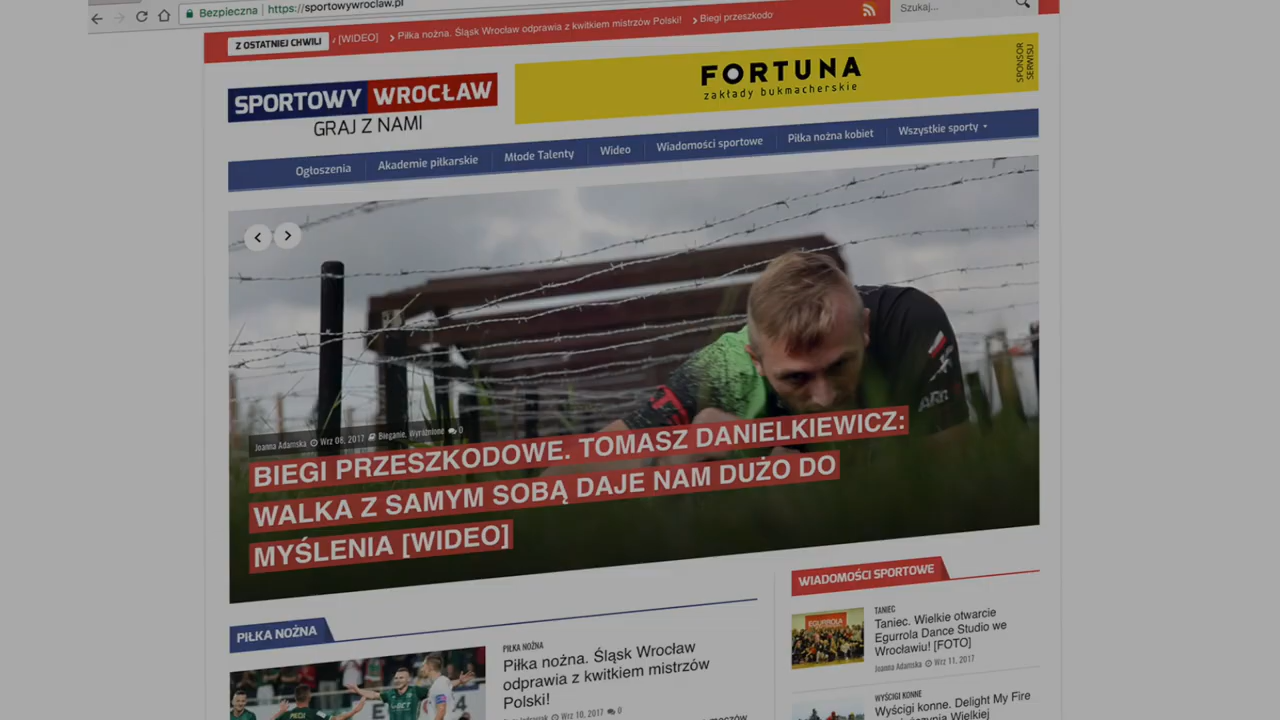 Bezpieczna | https://sportowywroclaw.pl
Z OSTATNIEJ CHWILI
[WIDEO] > Piłka nożna. Śląsk Wrocław odprawia z kwitkiem mistrzów Polski! > Biegi przeszkodo
Szukaj...
SPORTOWY WROCŁAW
GRAJ Z NAMI
FORTUNA
zakłady bukmacherskie
SPONSOR
SERWISU
Ogłoszenia
Akademie piłkarskie
Młode Talenty
Wideo
Wiadomości sportowe
Piłka nożna kobiet
Wszystkie sporty
Joanna Adamska Wrz 08, 2017 Bieganie, Wyróżnione 0
BIEGI PRZESZKODOWE. TOMASZ DANIELKIEWICZ:
WALKA Z SAMYM SOBĄ DAJE NAM DUŻO DO
MYŚLENIA [WIDEO]
PIŁKA NOŻNA
PIŁKA NOŻNA
Piłka nożna. Śląsk Wrocław
odprawia z kwitkiem mistrzów
Polski!
Wrz 10, 2017 0
WIADOMOŚCI SPORTOWE
EGURROLA
TANIEC
Taniec. Wielkie otwarcie
Egurrola Dance Studio we
Wrocławiu! [FOTO]
Joanna Adamska Wrz 11, 2017
WYŚCIGI KONNE
Wyścigi konne. Delight My Fire
Wielkiej